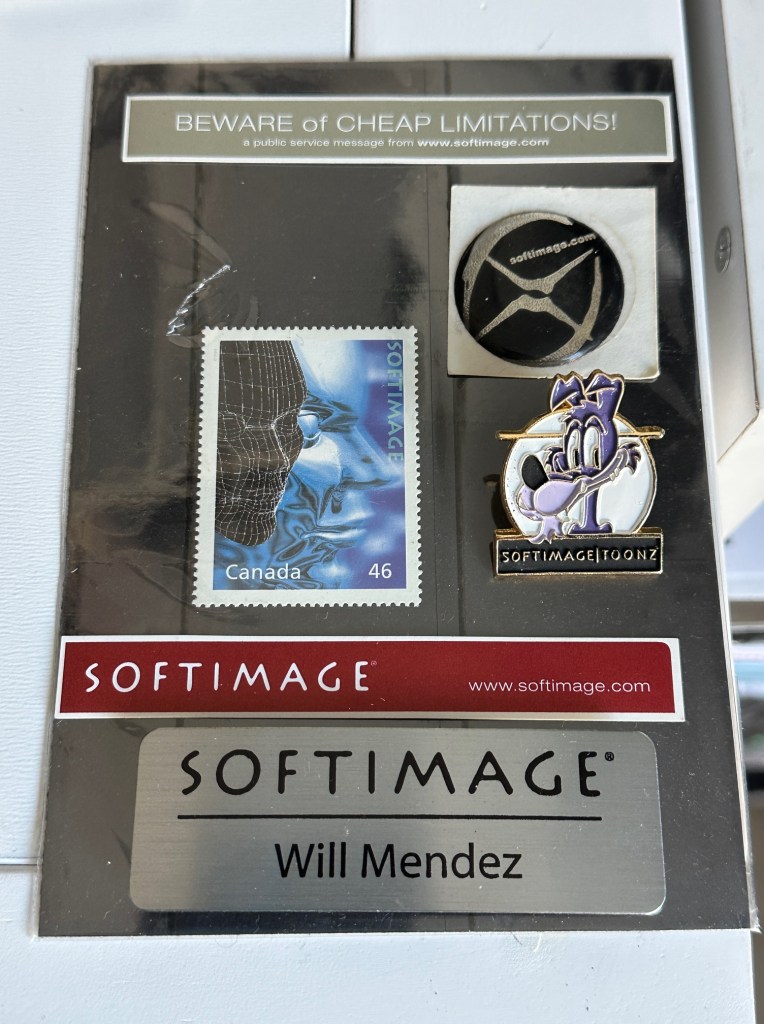 BEWARE of CHEAP LIMITATIONS!
a public service message from www.softimage.com
softimage.com
SOFTIMAGE
Canada 46
SOFTIMAGE|TOONZ
SOFTIMAGE® www.softimage.com
SOFTIMAGE®
Will Mendez